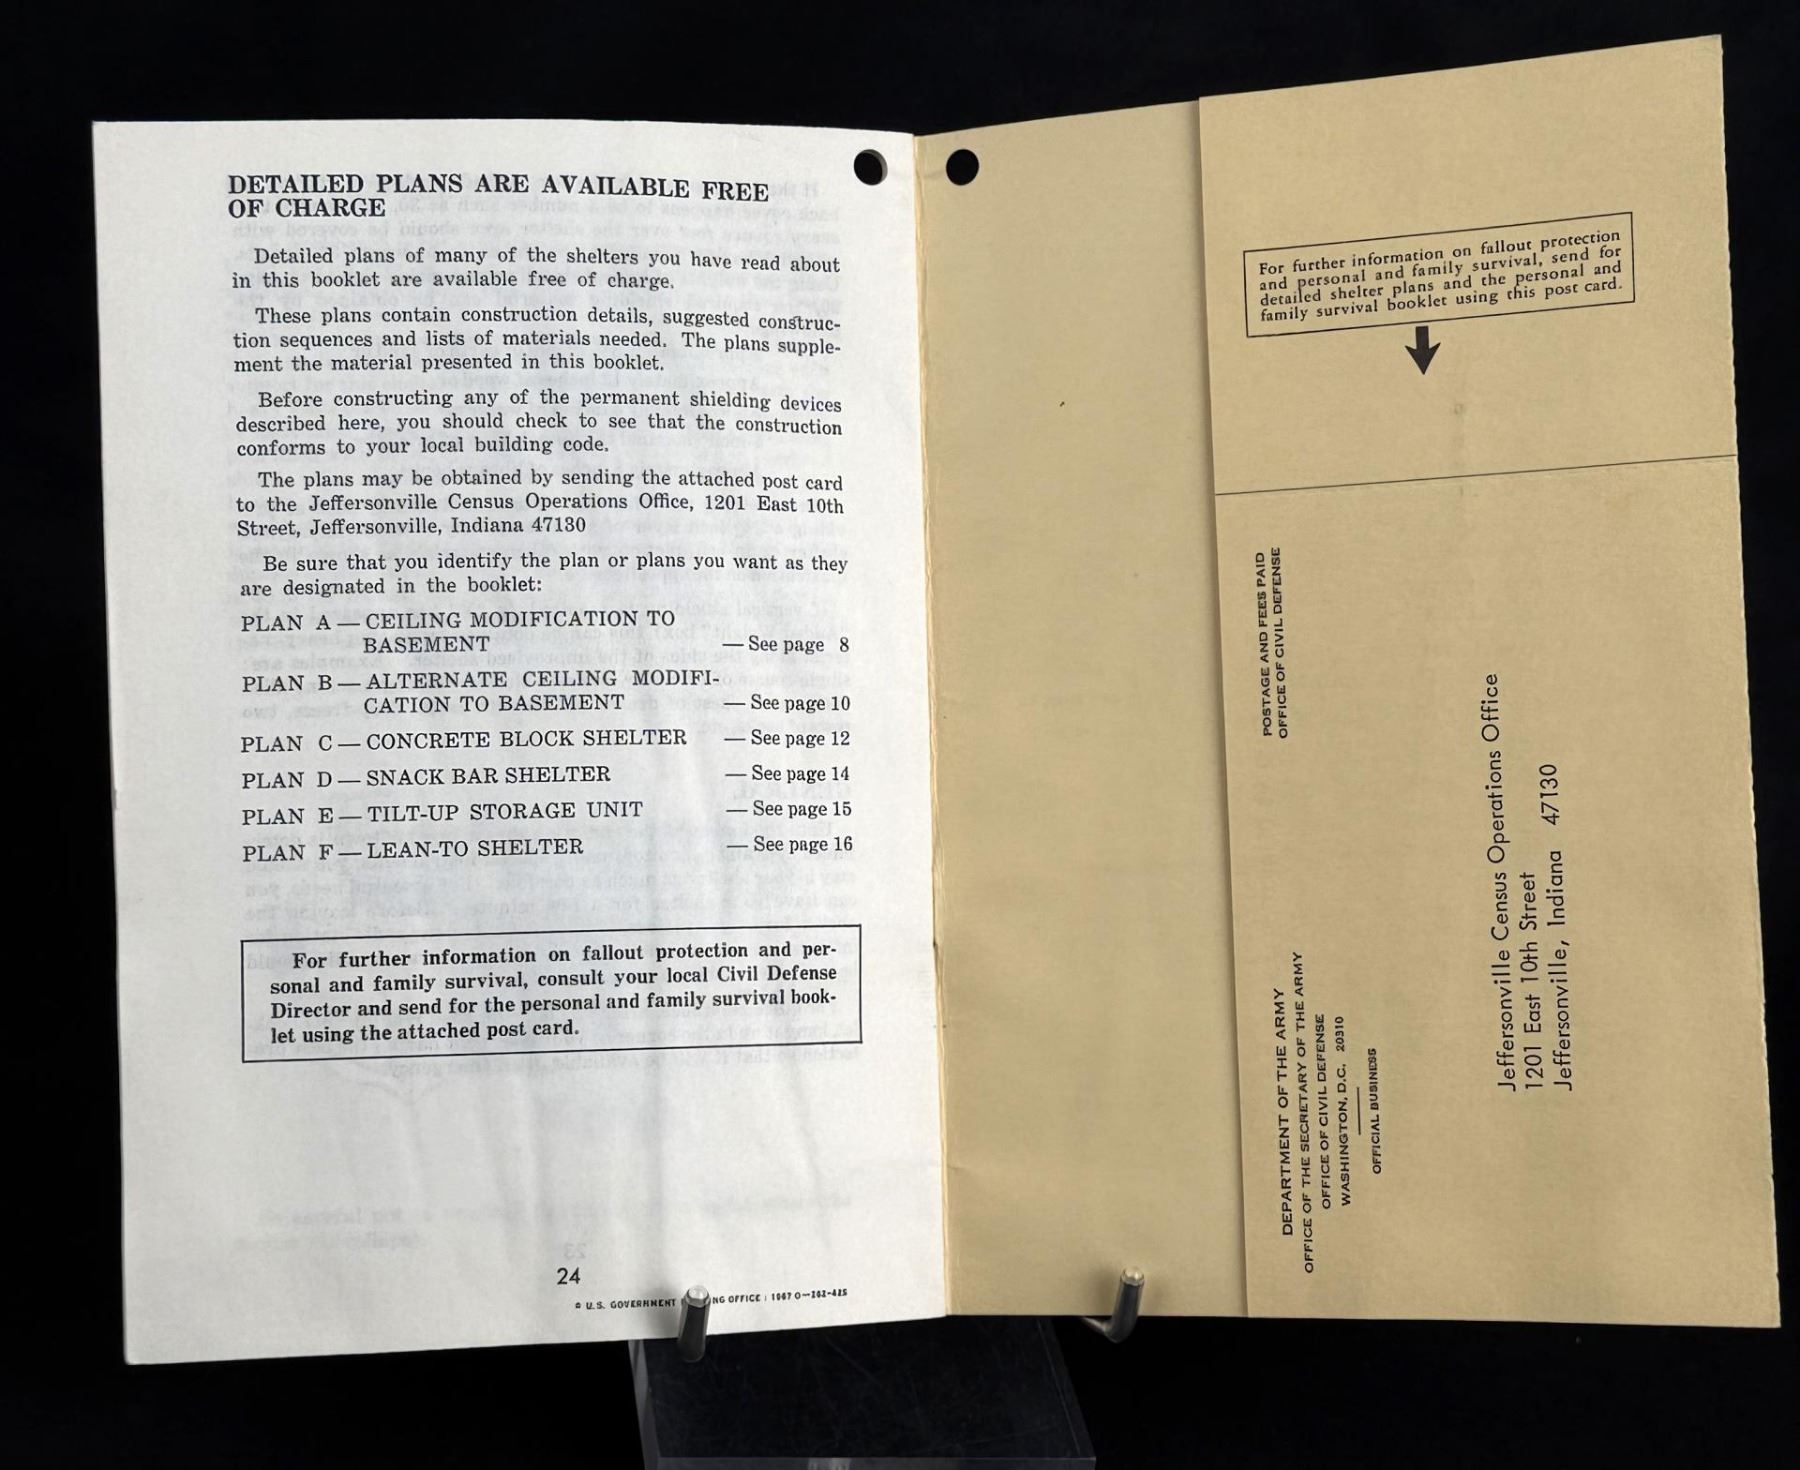 DETAILED PLANS ARE AVAILABLE FREE
OF CHARGE
Detailed plans of many of the shelters you have read about
in this booklet are available free of charge.
These plans contain construction details, suggested construc-
tion sequences and lists of materials needed. The plans supple-
ment the material presented in this booklet.
Before constructing any of the permanent shielding devices
described here, you should check to see that the construction
conforms to your local building code.
The plans may be obtained by sending the attached post card
to the Jeffersonville Census Operations Office, 1201 East 10th
Street, Jeffersonville, Indiana 47130
Be sure that you identify the plan or plans you want as they
are designated in the booklet:
PLAN A — CEILING MODIFICATION TO
BASEMENT — See page 8
PLAN B — ALTERNATE CEILING MODIFI-
CATION TO BASEMENT — See page 10
PLAN C — CONCRETE BLOCK SHELTER — See page 12
PLAN D — SNACK BAR SHELTER — See page 14
PLAN E — TILT-UP STORAGE UNIT — See page 15
PLAN F — LEAN-TO SHELTER — See page 16
For further information on fallout protection and per-
sonal and family survival, consult your local Civil Defense
Director and send for the personal and family survival book-
let using the attached post card.
24
U.S. GOVERNMENT NG OFFICE : 1967 O—262-425
For further information on fallout protection
and personal and family survival, send for
detailed shelter plans and the personal and
family survival booklet using this post card.
POSTAGE AND FEES PAID
OFFICE OF CIVIL DEFENSE
DEPARTMENT OF THE ARMY
OFFICE OF THE SECRETARY OF THE ARMY
OFFICE OF CIVIL DEFENSE
WASHINGTON, D.C. 20310
OFFICIAL BUSINESS
Jeffersonville Census Operations Office
1201 East 10th Street
Jeffersonville, Indiana 47130